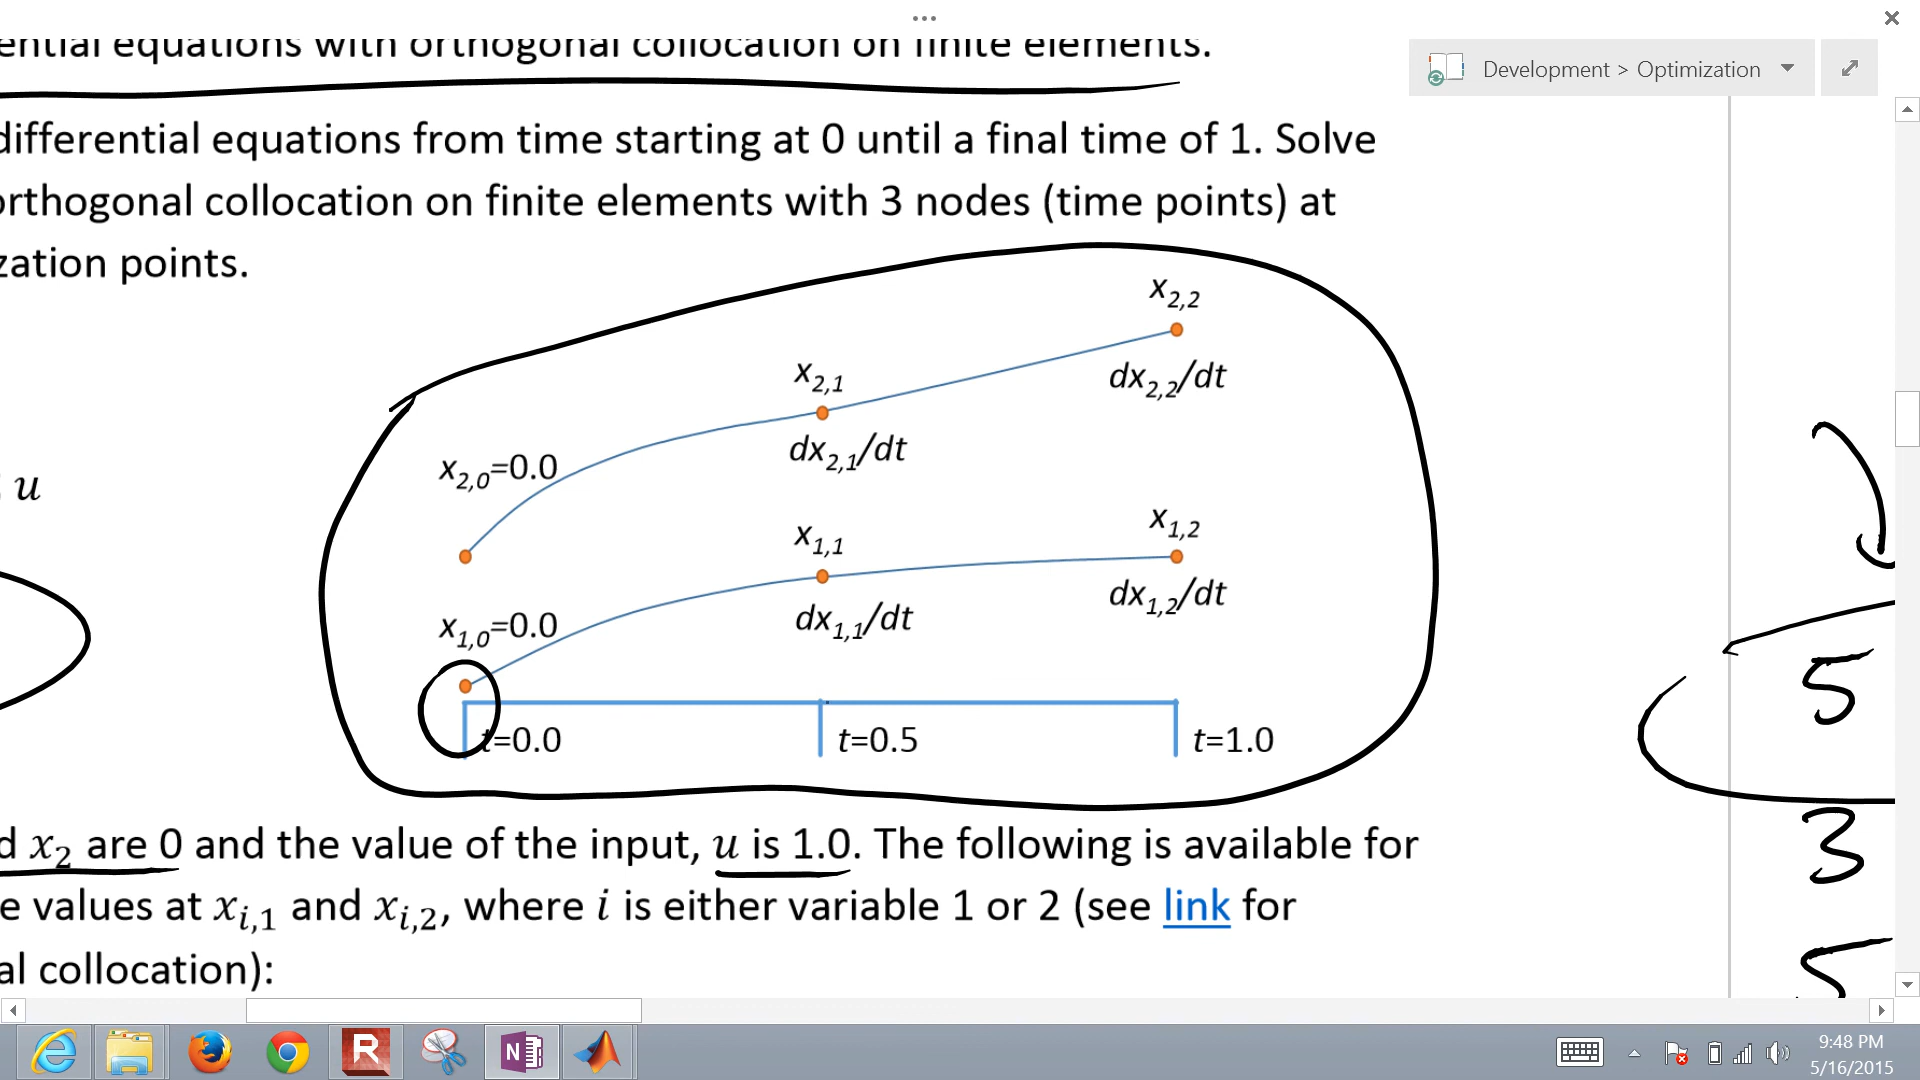 ential equations with orthogonal collocation on finite elements.
Development > Optimization
differential equations from time starting at 0 until a final time of 1. Solve
orthogonal collocation on finite elements with 3 nodes (time points) at
zation points.
x2,2
x2,1
dx2,2/dt
dx2,1/dt
x2,0=0.0
u
x1,2
x1,1
dx1,2/dt
dx1,1/dt
x1,0=0.0
5
t=0.0 t=0.5 t=1.0
d x2 are 0 and the value of the input, u is 1.0. The following is available for
3
e values at xi,1 and xi,2, where i is either variable 1 or 2 (see link for
al collocation):
5
R
N
9:48 PM
5/16/2015